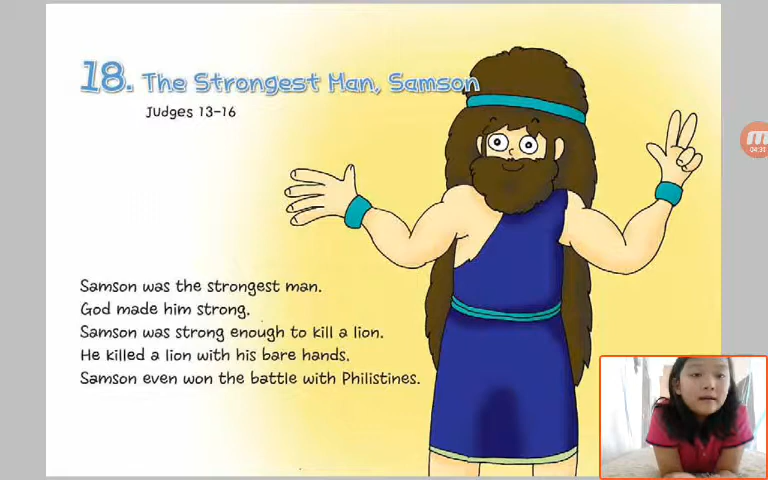 18. The Strongest Man, Samson
Judges 13-16
Samson was the strongest man.
God made him strong.
Samson was strong enough to kill a lion.
He killed a lion with his bare hands.
Samson even won the battle with Philistines.
04:31